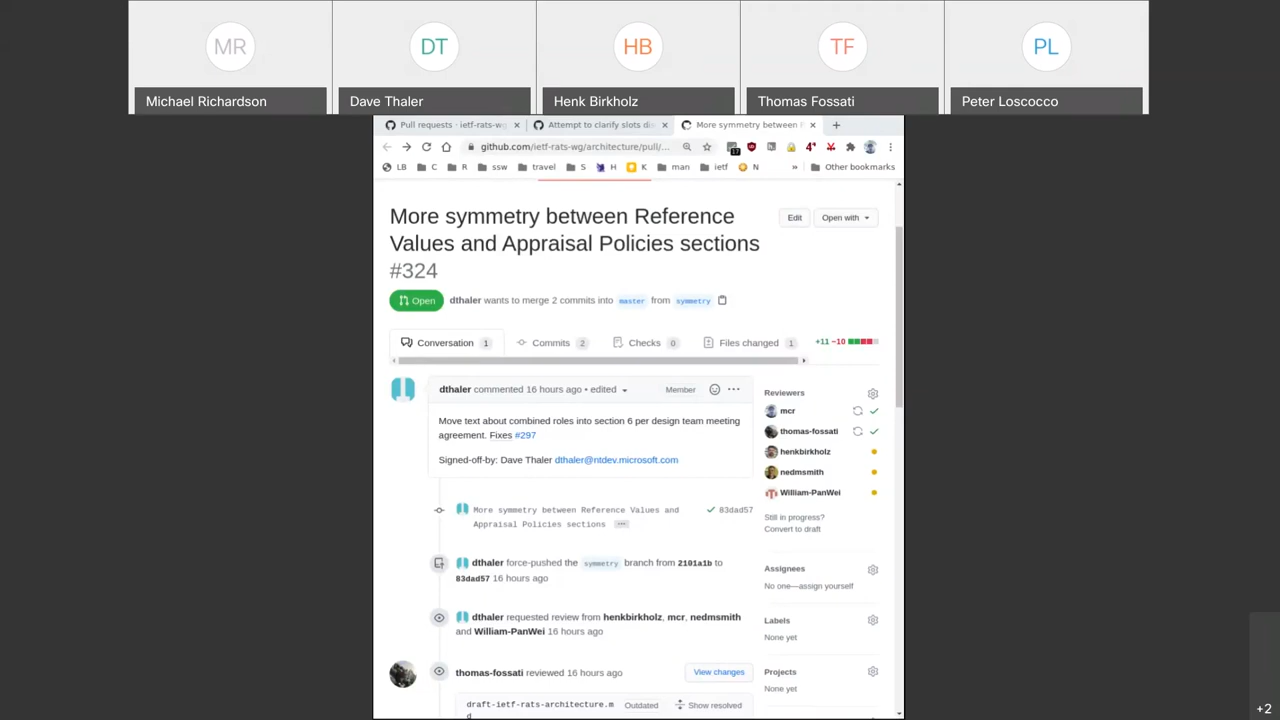 MR
DT
HB
TF
PL
Michael Richardson
Dave Thaler
Henk Birkholz
Thomas Fossati
Peter Loscocco
Pull requests · ietf-rats-wg
Attempt to clarify slots dis
More symmetry between R
github.com/ietf-rats-wg/architecture/pull/...
17
LB
C
R
ssw
travel
S
H
K
man
ietf
N
»
Other bookmarks
More symmetry between Reference
Values and Appraisal Policies sections
#324
Edit
Open with
Open
dthaler wants to merge 2 commits into master from symmetry
Conversation 1
Commits 2
Checks 0
Files changed 1
+11 −10
dthaler commented 16 hours ago • edited
Member
Move text about combined roles into section 6 per design team meeting
agreement. Fixes #297
Signed-off-by: Dave Thaler dthaler@ntdev.microsoft.com
Reviewers
mcr
thomas-fossati
henkbirkholz
nedmsmith
William-PanWei
Still in progress?
Convert to draft
More symmetry between Reference Values and
Appraisal Policies sections
83dad57
dthaler force-pushed the symmetry branch from 2101a1b to
83dad57 16 hours ago
Assignees
No one—assign yourself
dthaler requested review from henkbirkholz, mcr, nedmsmith
and William-PanWei 16 hours ago
Labels
None yet
thomas-fossati reviewed 16 hours ago
View changes
Projects
None yet
draft-ietf-rats-architecture.m
d
Outdated
Show resolved
+2